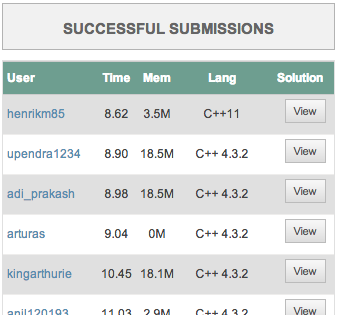 SUCCESSFUL SUBMISSIONS
User Time Mem Lang Solution
henrikm85 8.62 3.5M C++11 View
upendra1234 8.90 18.5M C++ 4.3.2 View
adi_prakash 8.98 18.5M C++ 4.3.2 View
arturas 9.04 0M C++ 4.3.2 View
kingarthurie 10.45 18.1M C++ 4.3.2 View
anil120193 11.03 2.9M C++ 4.3.2 View